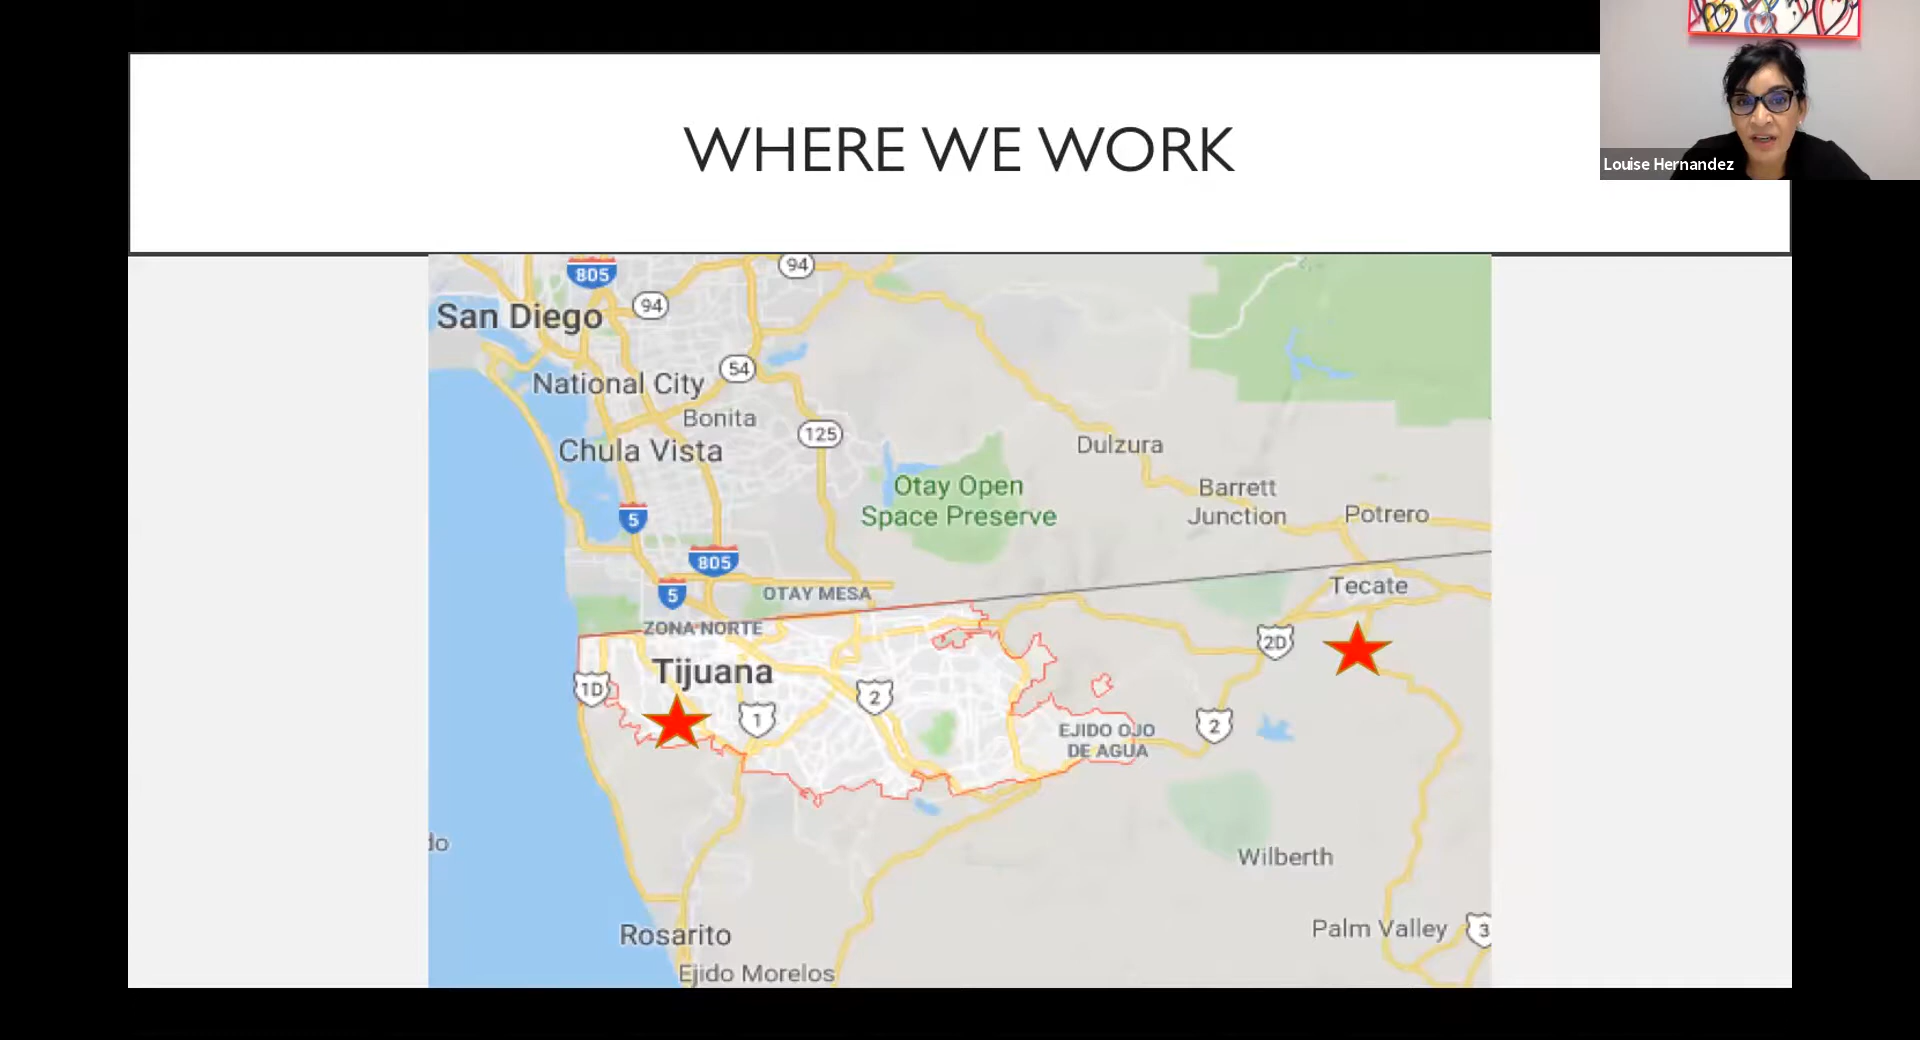 WHERE WE WORK
Louise Hernandez
805
94
94
San Diego
54
National City
Bonita
125
Chula Vista
Dulzura
Otay Open
Space Preserve
Barrett
Junction
Potrero
5
805
5
OTAY MESA
Tecate
ZONA NORTE
Tijuana
2D
1D
2
1
2
EJIDO OJO
DE AGUA
do
Wilberth
Palm Valley
3
Rosarito
Ejido Morelos